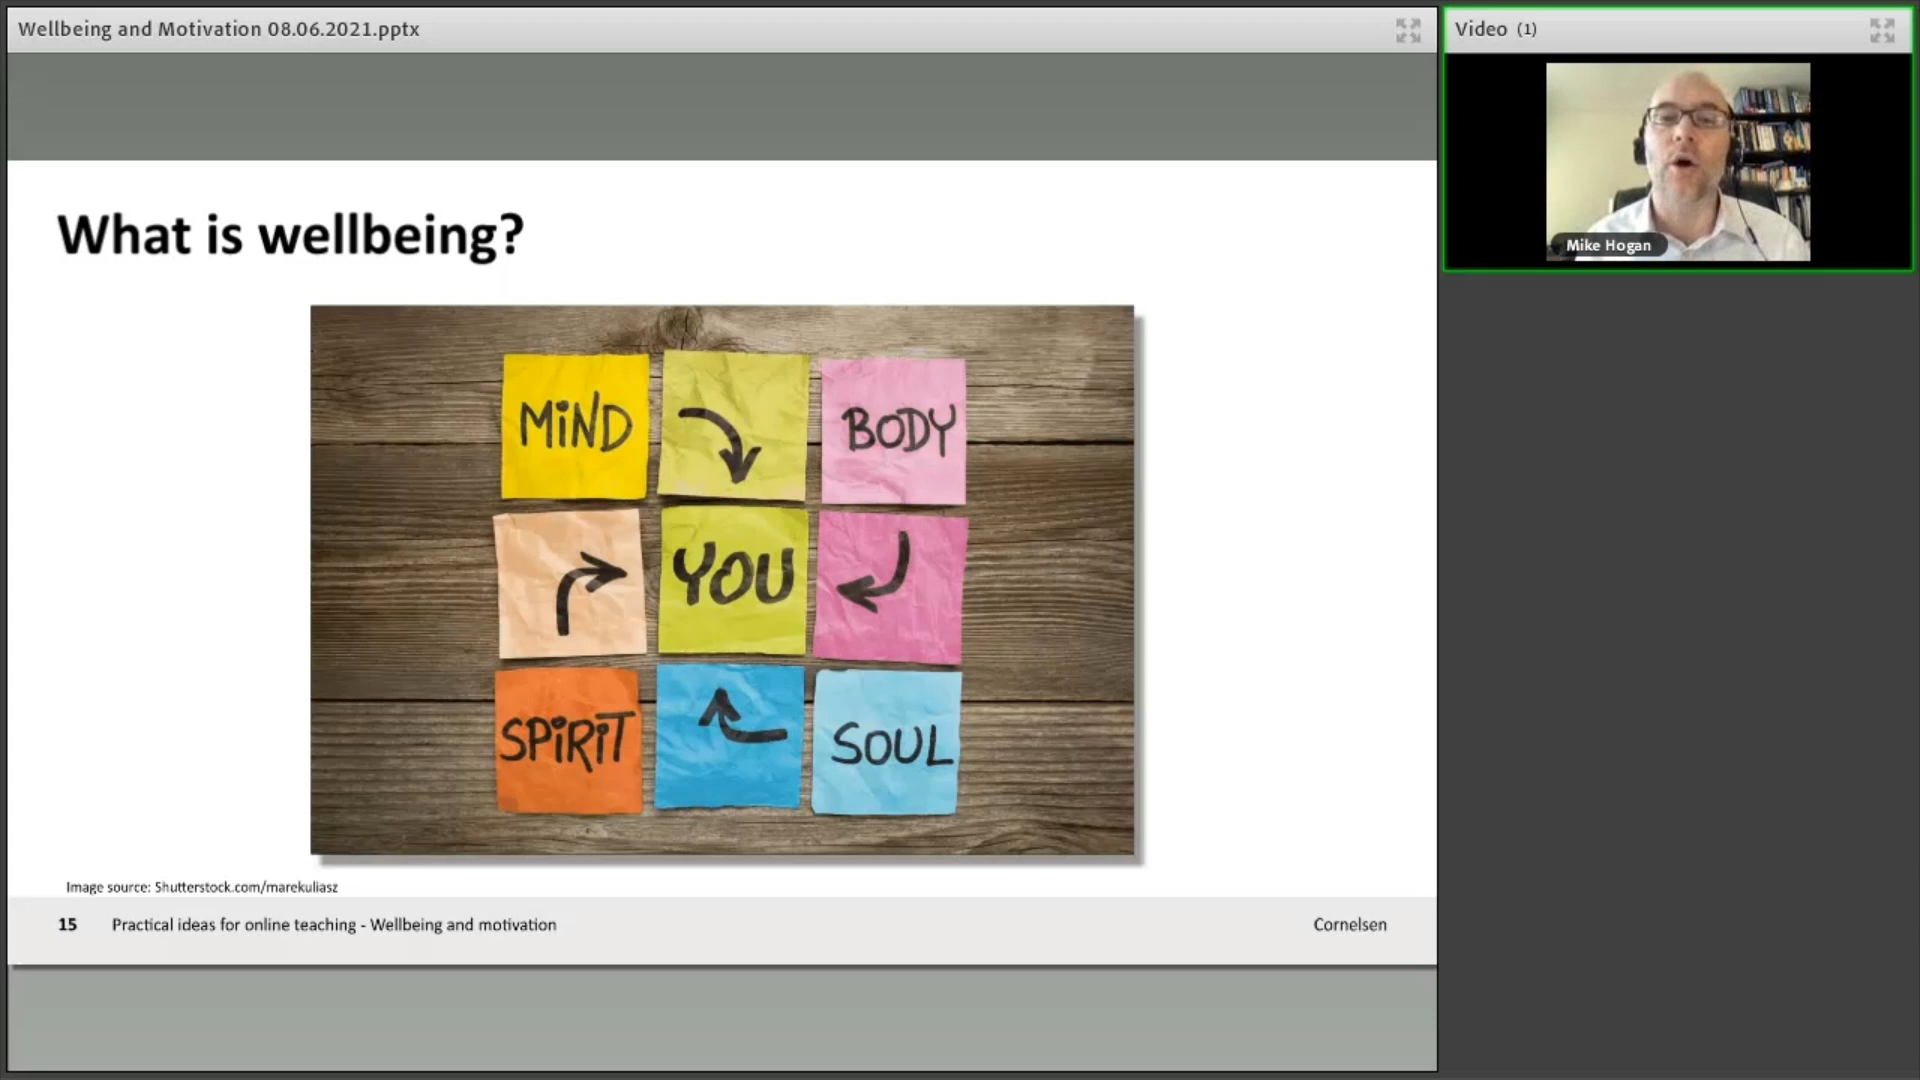 Wellbeing and Motivation 08.06.2021.pptx
Video (1)
Mike Hogan
What is wellbeing?
MiND
BODY
YOU
SPiRiT
SOUL
Image source: Shutterstock.com/marekuliasz
15 Practical ideas for online teaching - Wellbeing and motivation Cornelsen